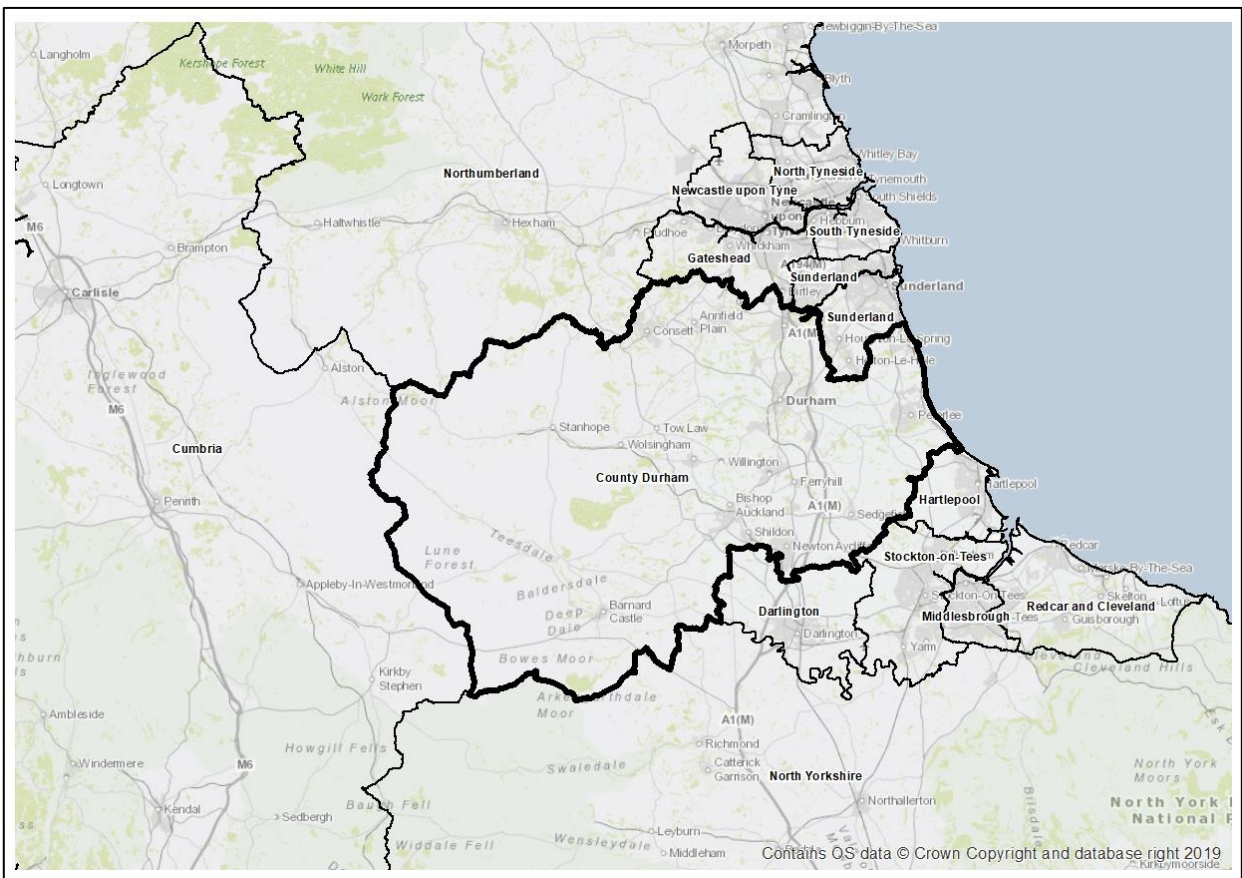 Newbiggin-By-The-Sea
Langholm
Morpeth
Kershope Forest
White Hill
Blyth
Wark Forest
Cramlington
Whitley Bay
North Tyneside
Northumberland
Tynemouth
Longtown
Newcastle upon Tyne
South Shields
M6
Haltwhistle
Hexham
Hebburn
Prudhoe
South Tyneside
Brampton
Whickham
Whitburn
Gateshead
A194(M)
Sunderland
Carlisle
Birtley
Sunderland
Annfield
Plain
Sunderland
Consett
A1(M)
Houghton-Le-Spring
Hetton-Le-Hole
Alston
Inglewood
Forest
Alston Moor
Durham
M6
Peterlee
Stanhope
Tow Law
Cumbria
Wolsingham
Willington
County Durham
Ferryhill
Hartlepool
Penrith
Bishop
Auckland
Hartlepool
A1(M)
Sedgefield
Shildon
Teesdale
Newton Aycliffe
Lune
Forest
Stockton-on-Tees
Redcar
Marske-By-The-Sea
Appleby-In-Westmorland
Baldersdale
Stockton-On-Tees
Skelton
Loftus
Deep
Dale
Barnard
Castle
Darlington
Redcar and Cleveland
Middlesbrough
Guisborough
Darlington
Yarm
Bowes Moor
Cleveland Hills
Kirkby
Stephen
Arkengarthdale
Moor
Ambleside
A1(M)
Howgill Fells
Richmond
Windermere
M6
Swaledale
Catterick
Garrison
North Yorkshire
North York
Moors
Kendal
Baugh Fell
Northallerton
North York
National
Sedbergh
Leyburn
Widdale Fell
Wensleydale
Middleham
Contains OS data © Crown Copyright and database right 2019
Kirkbymoorside